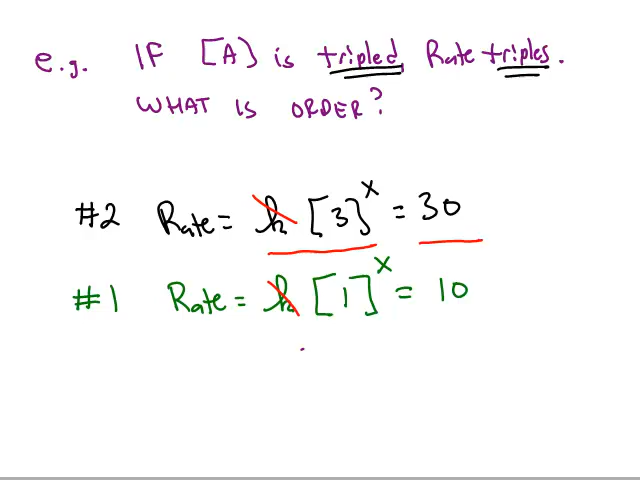 e.g. IF [A] is tripled, Rate triples.
WHAT IS ORDER?
#2 Rate = k [3]^x = 30
#1 Rate = k [1]^x = 10